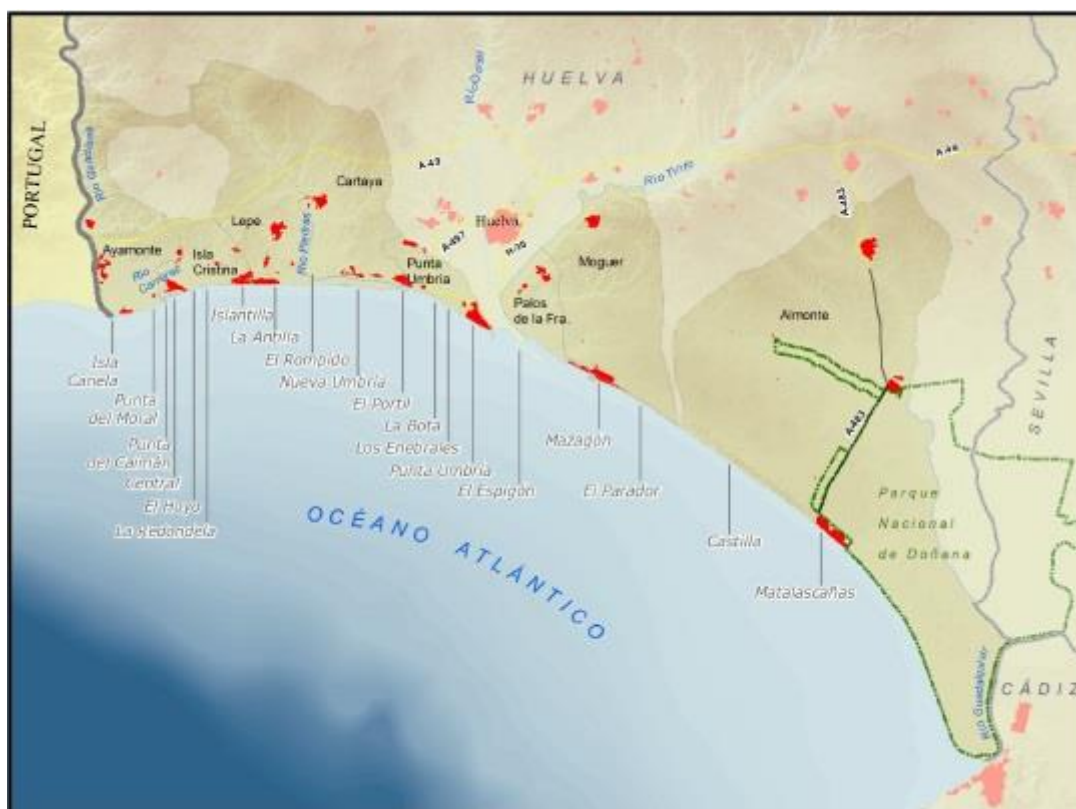 HUELVA
Río Odiel
PORTUGAL
Río Guadiana
A-49
A-49
Río Tinto
Cartaya
A-483
Lepe
Río Piedras
Huelva
A-497
Ayamonte
Isla
Cristina
Río
Carreras
Punta
Umbría
Moguer
Palos
de la Fra.
Almonte
SEVILLA
A-483
Islantilla
La Antilla
El Rompido
Nueva Umbría
El Portil
La Bota
Los Enebrales
Punta Umbría
El Espigón
Isla
Canela
Punta
del Moral
Punta
del Caimán
Central
El Hoyo
La Redondela
Mazagón
El Parador
Castilla
Matalascañas
Parque
Nacional
de Doñana
OCÉANO ATLÁNTICO
Río Guadalquivir
CÁDIZ